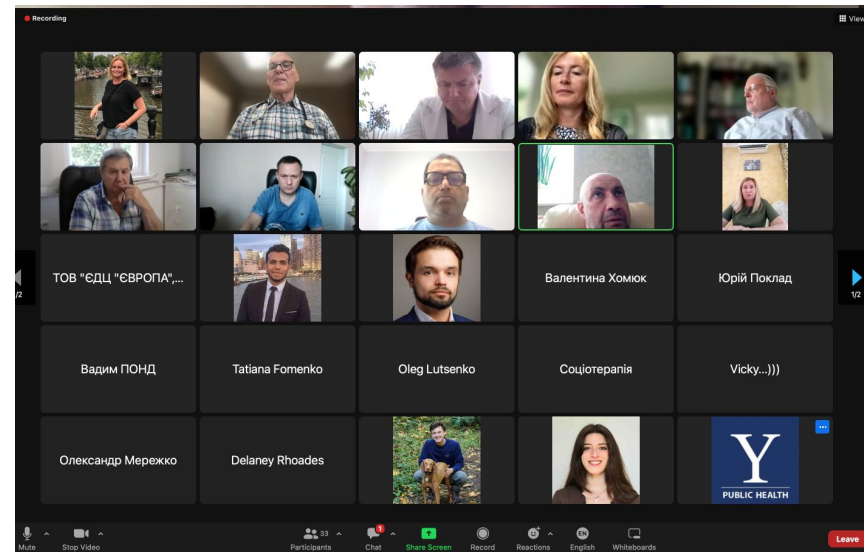 Recording
View
/2
ТОВ "ЄДЦ "ЄВРОПА",...
Валентина Хомюк
Юрій Поклад
1/2
Вадим ПОНД
Tatiana Fomenko
Oleg Lutsenko
Соціотерапія
Vicky...)))
Олександр Мережко
Delaney Rhoades
Y
PUBLIC HEALTH
Mute
Stop Video
33
Participants
1
Chat
Share Screen
Record
Reactions
EN
English
Whiteboards
Leave